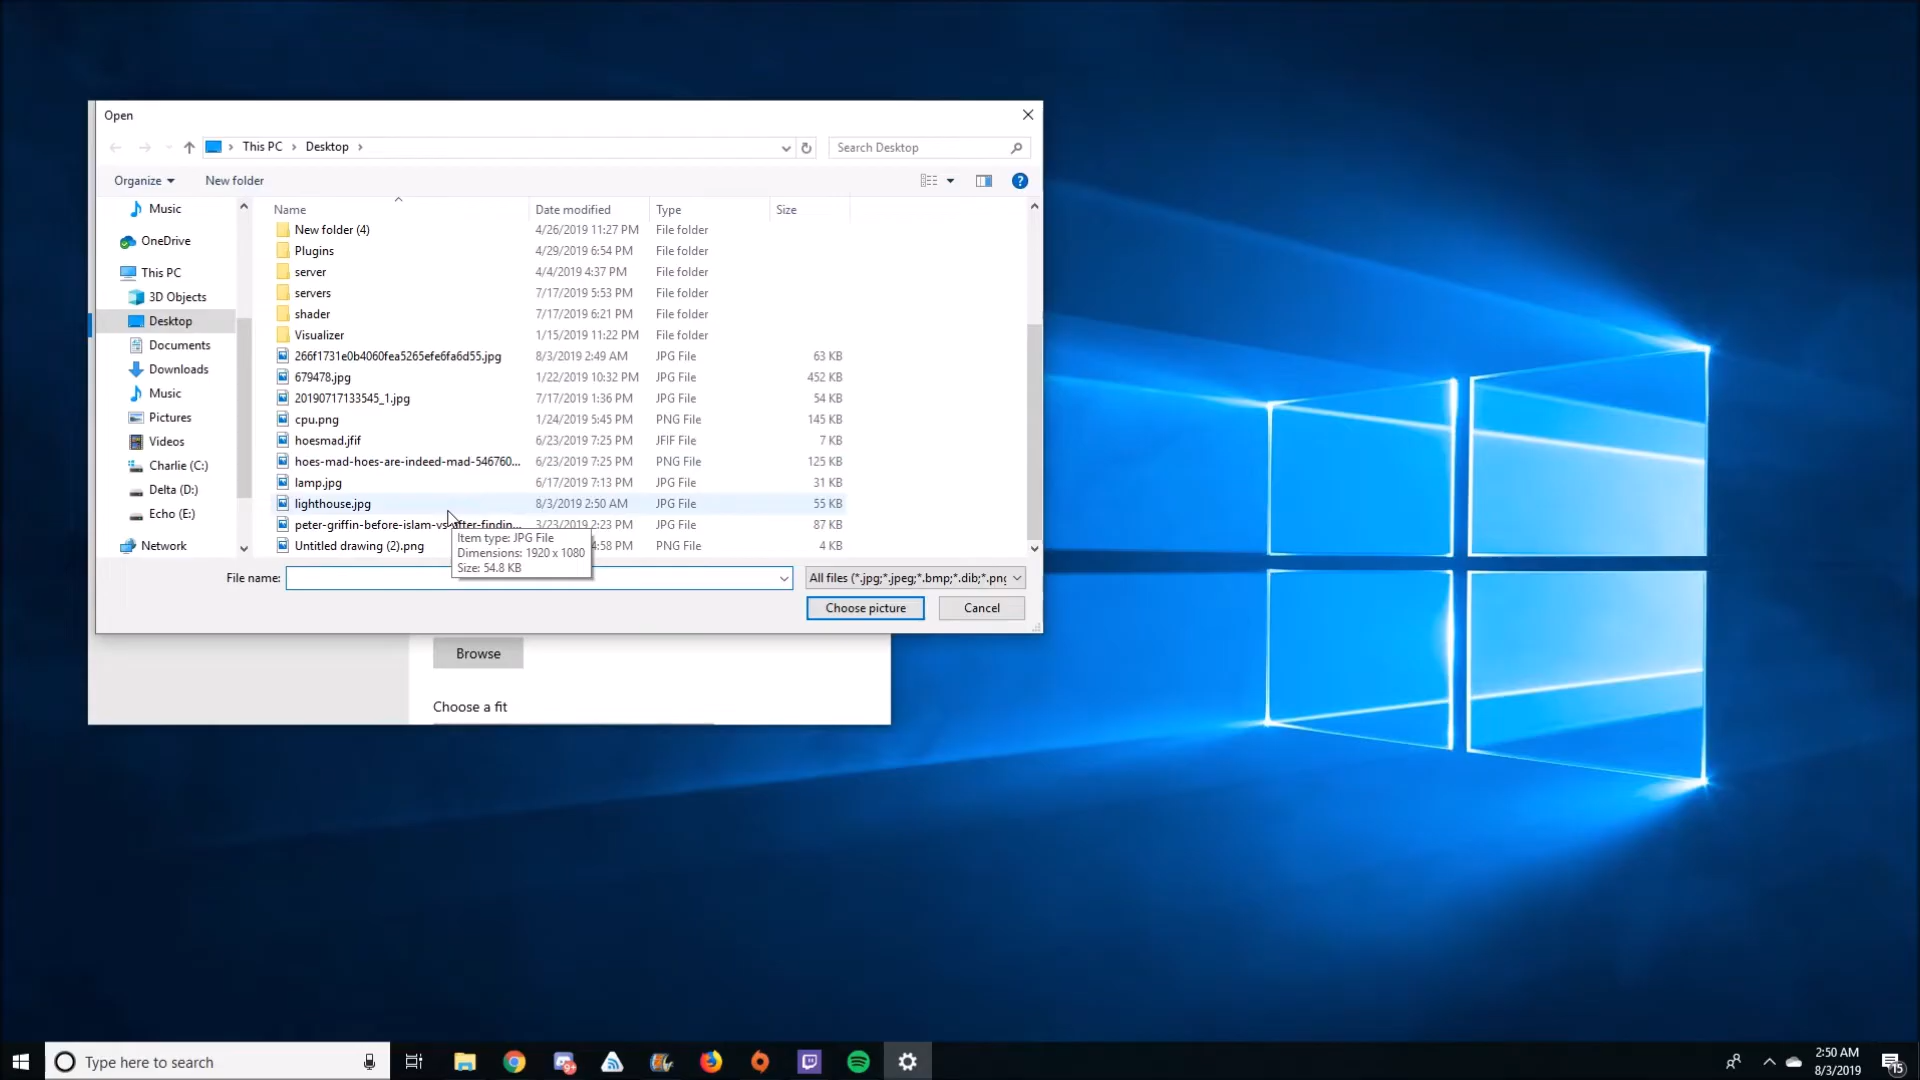 Open
This PC > Desktop >
Search Desktop
Organize
New folder
?
Name Date modified Type Size
Music
OneDrive
This PC
3D Objects
Desktop
Documents
Downloads
Music
Pictures
Videos
Charlie (C:)
Delta (D:)
Echo (E:)
Network
New folder (4) 4/26/2019 11:27 PM File folder
Plugins 4/29/2019 6:54 PM File folder
server 4/4/2019 4:37 PM File folder
servers 7/17/2019 5:53 PM File folder
shader 7/17/2019 6:21 PM File folder
Visualizer 1/15/2019 11:22 PM File folder
266f1731e0b4060fea5265efe6fa6d55.jpg 8/3/2019 2:49 AM JPG File 63 KB
679478.jpg 1/22/2019 10:32 PM JPG File 452 KB
20190717133545_1.jpg 7/17/2019 1:36 PM JPG File 54 KB
cpu.png 1/24/2019 5:45 PM PNG File 145 KB
hoesmad.jfif 6/23/2019 7:25 PM JFIF File 7 KB
hoes-mad-hoes-are-indeed-mad-546760... 6/23/2019 7:25 PM PNG File 125 KB
lamp.jpg 6/17/2019 7:13 PM JPG File 31 KB
lighthouse.jpg 8/3/2019 2:50 AM JPG File 55 KB
peter-griffin-before-islam-vs-after-findin... 3/23/2019 2:23 PM JPG File 87 KB
Untitled drawing (2).png 4:58 PM PNG File 4 KB
Item type: JPG File
Dimensions: 1920 x 1080
Size: 54.8 KB
File name:
All files (*.jpg;*.jpeg;*.bmp;*.dib;*.png
Choose picture
Cancel
Browse
Choose a fit
Type here to search
2:50 AM
8/3/2019
15